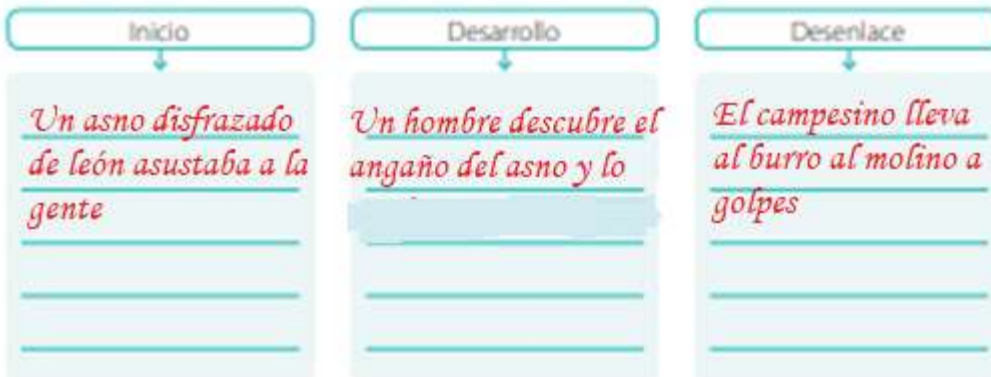 Inicio
Un asno disfrazado
de león asustaba a la
gente
Desarrollo
Un hombre descubre el
angaño del asno y lo
Desenlace
El campesino lleva
al burro al molino a
golpes